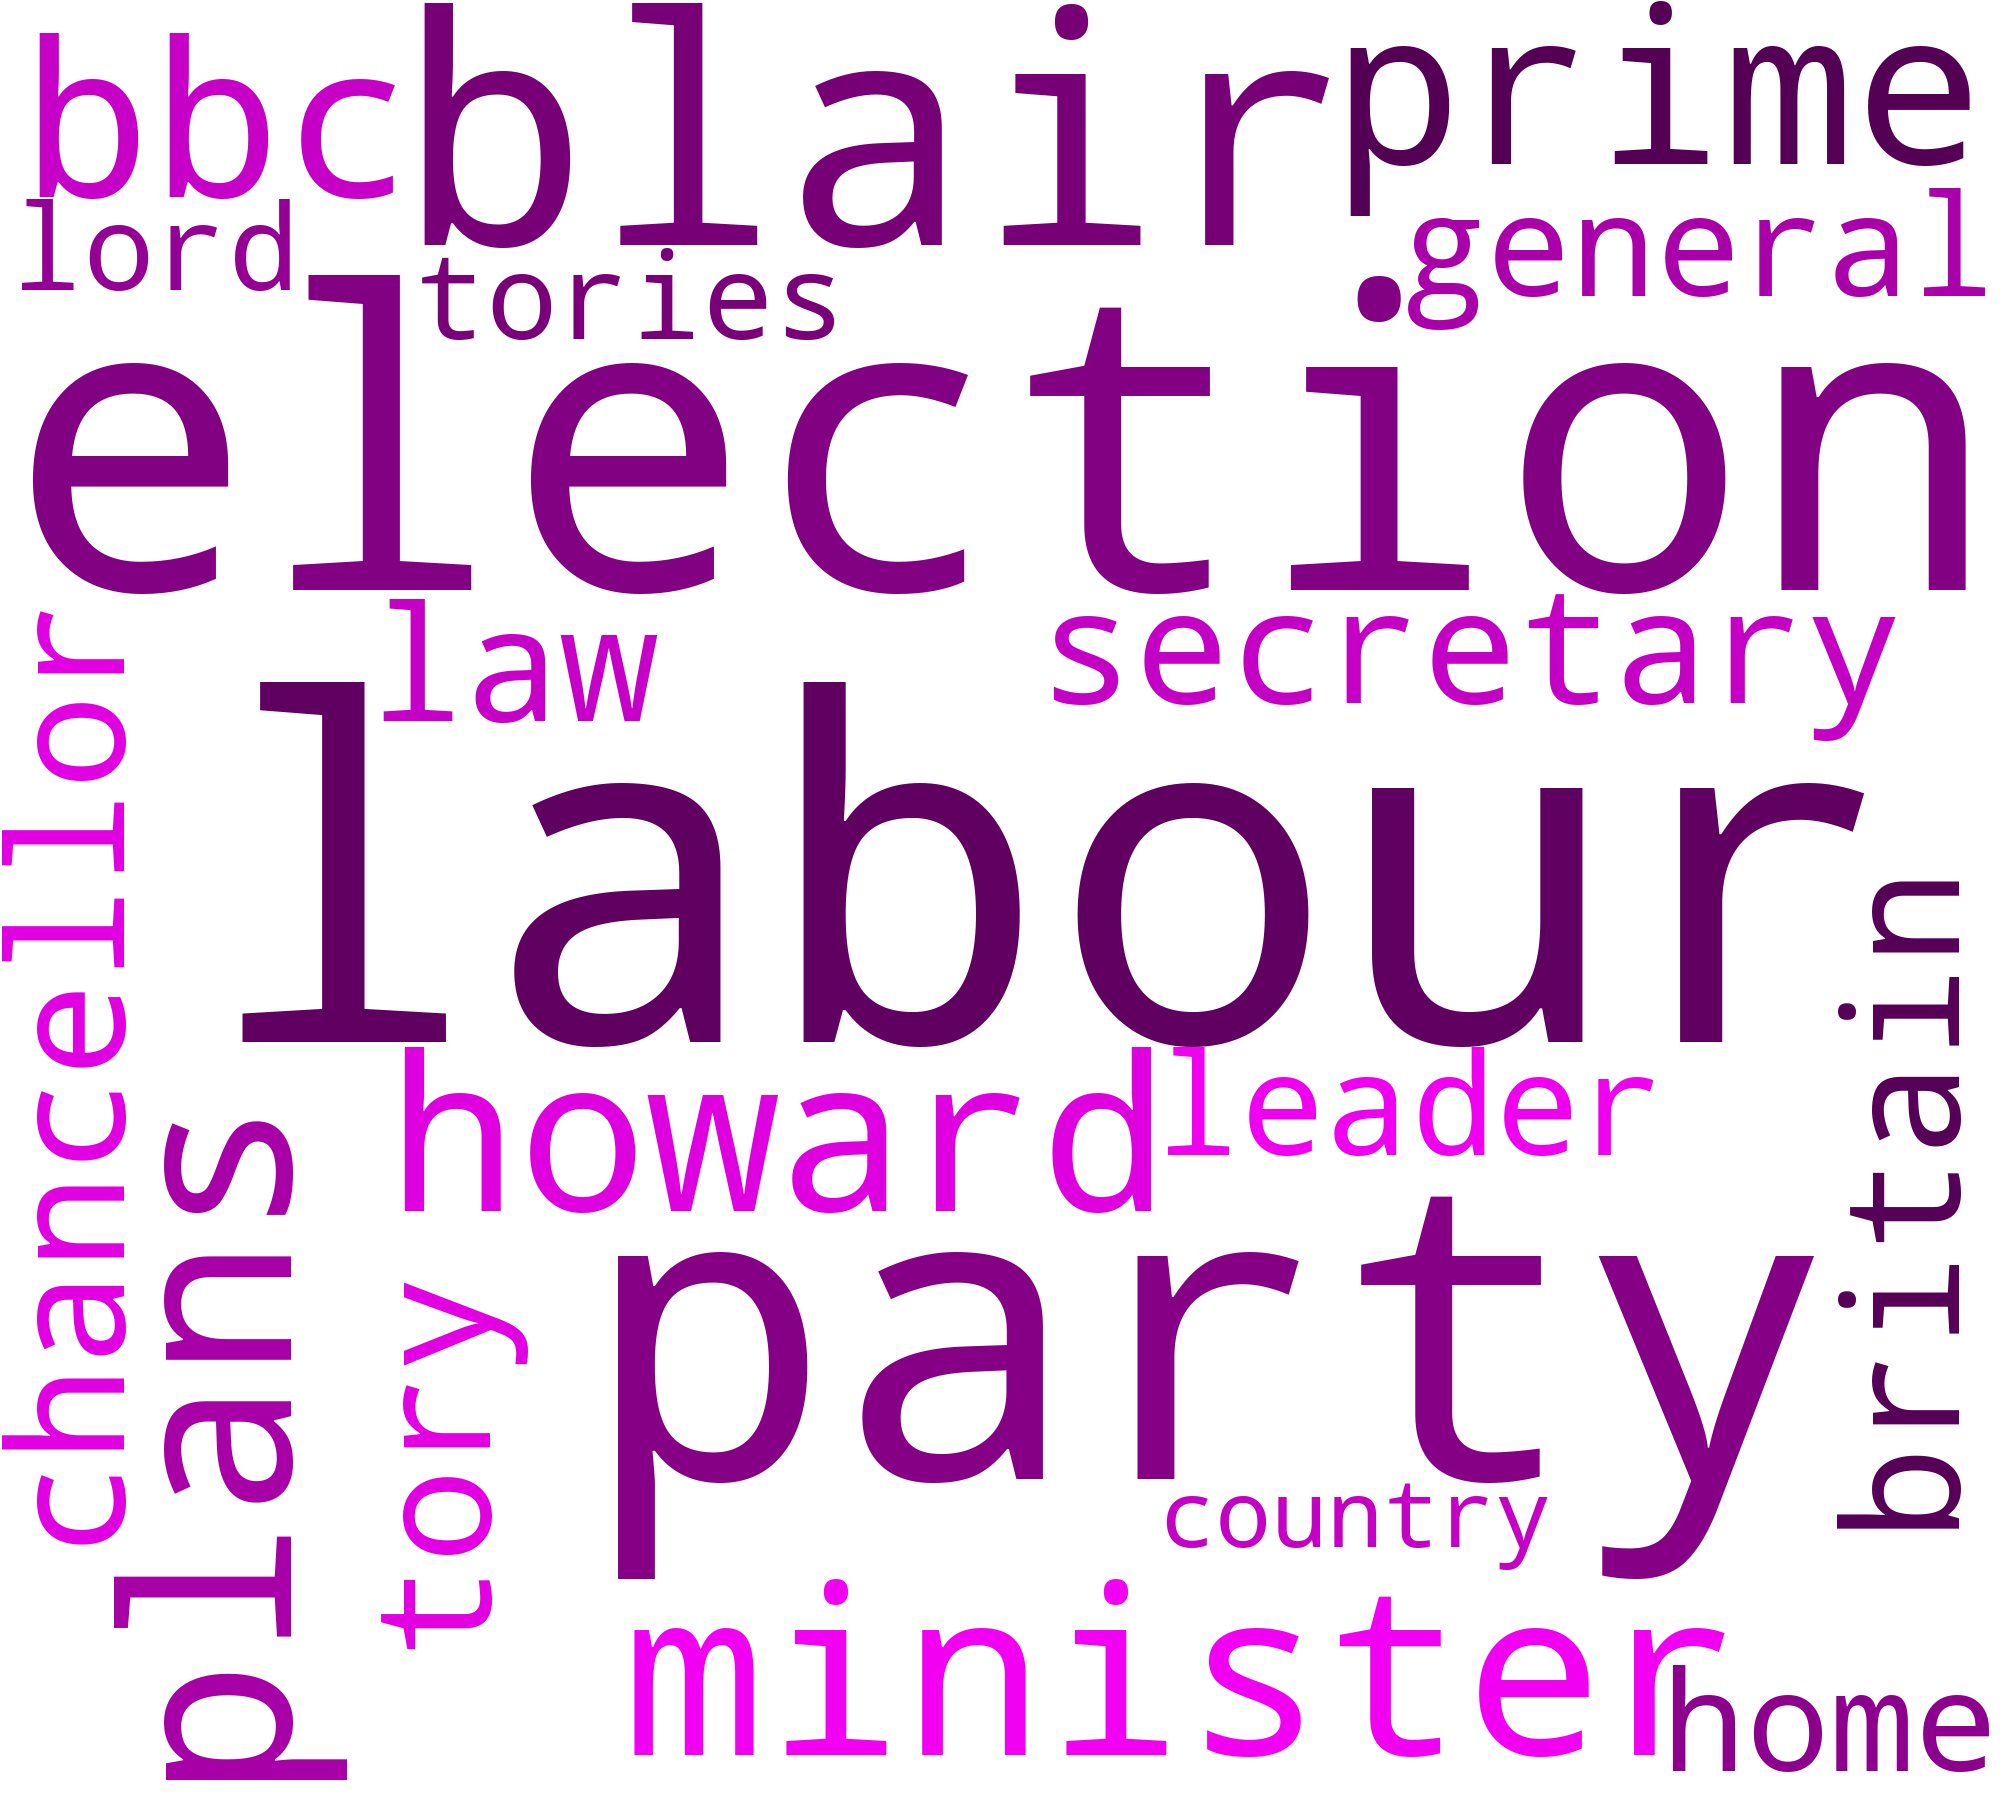 bbc
blair
prime
lord
tories
general
election
law
secretary
labour
chancellor
britain
howard
leader
plans
tory
party
country
minister
home